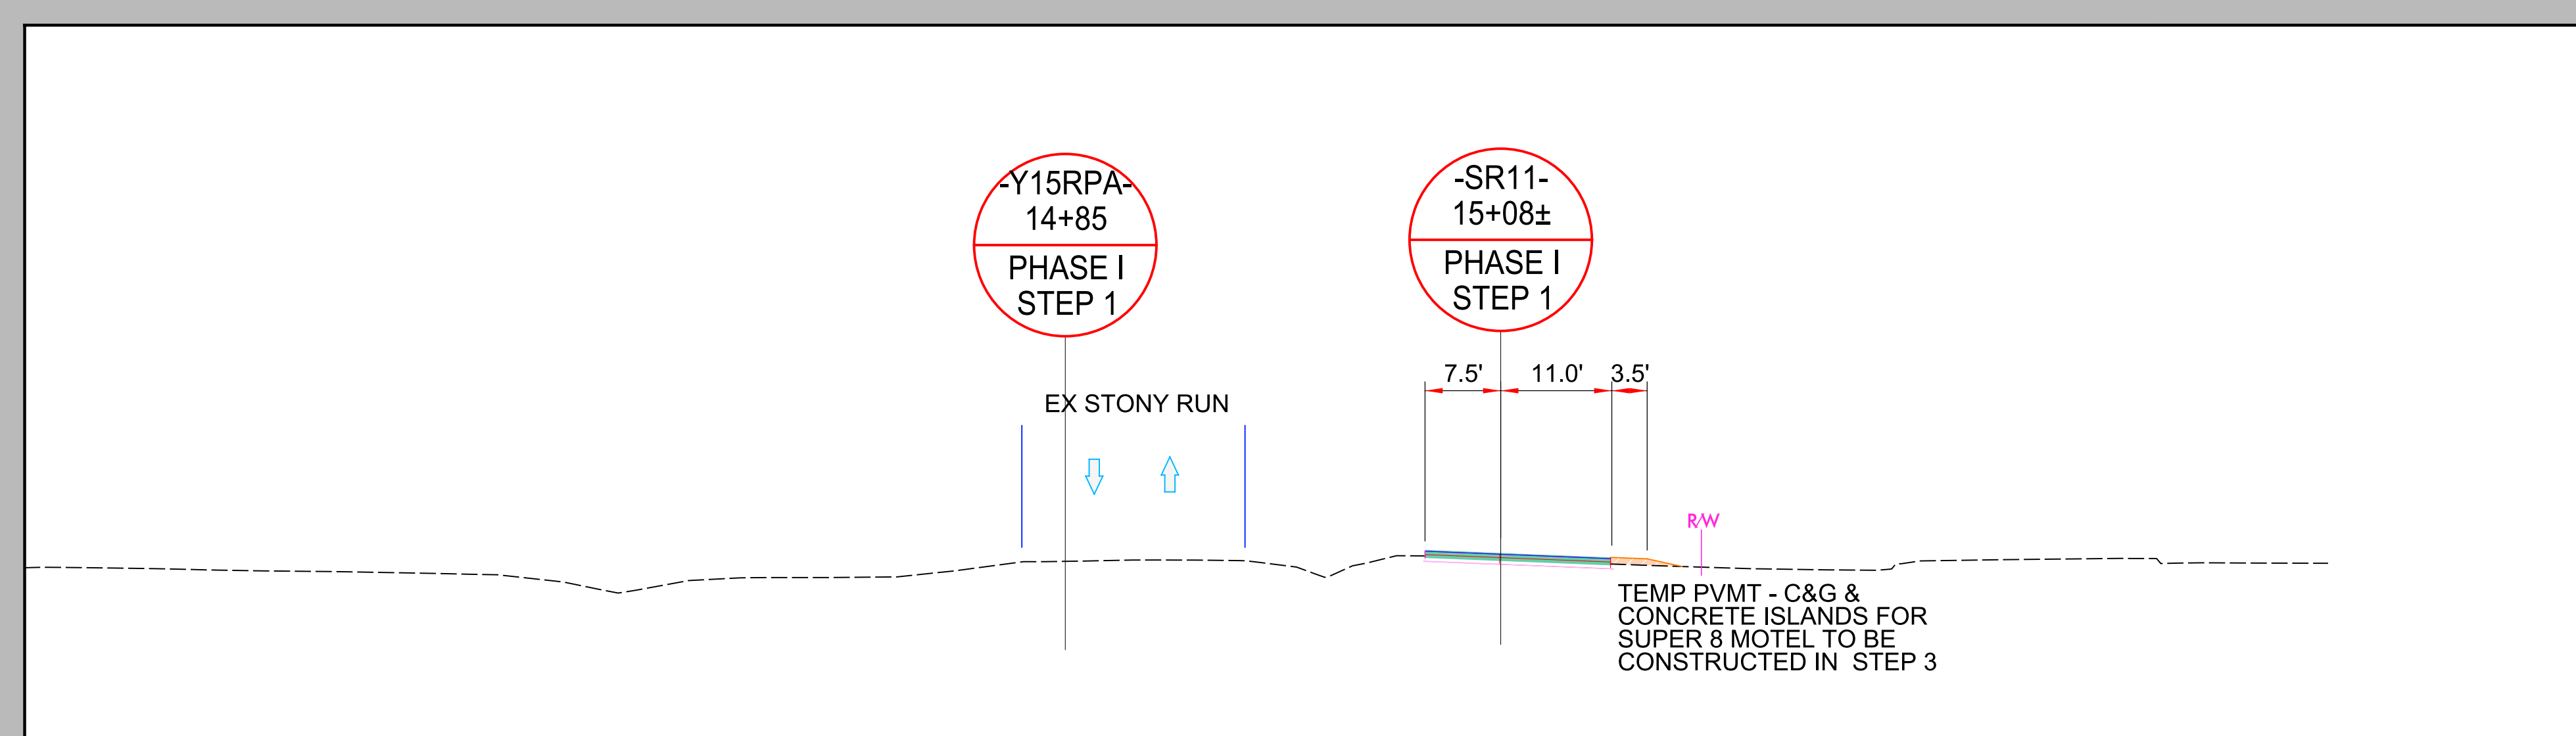 -Y15RPA-
14+85
PHASE I
STEP 1
-SR11-
15+08±
PHASE I
STEP 1
7.5'
11.0'
3.5'
EX STONY RUN
R/W
TEMP PVMT - C&G &
CONCRETE ISLANDS FOR
SUPER 8 MOTEL TO BE
CONSTRUCTED IN  STEP 3